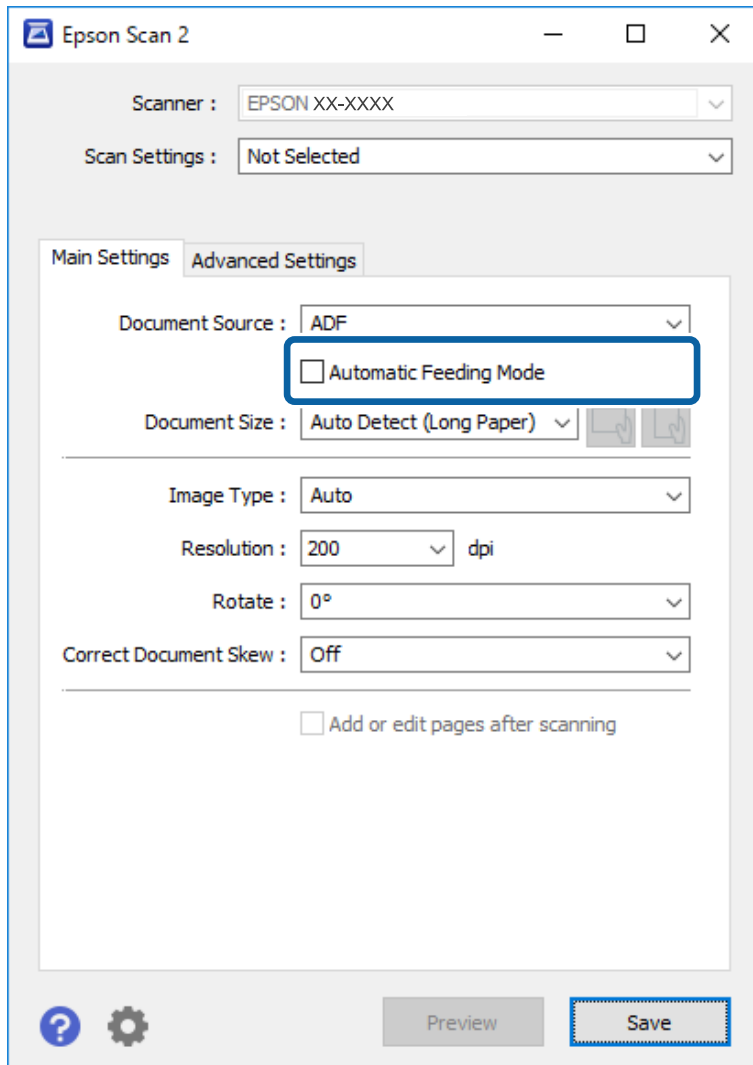 Epson Scan 2
Scanner : EPSON XX-XXXX
Scan Settings : Not Selected
Main Settings Advanced Settings
Document Source : ADF
Automatic Feeding Mode
Document Size : Auto Detect (Long Paper)
Image Type : Auto
Resolution : 200 dpi
Rotate : 0°
Correct Document Skew : Off
Add or edit pages after scanning
? Preview Save